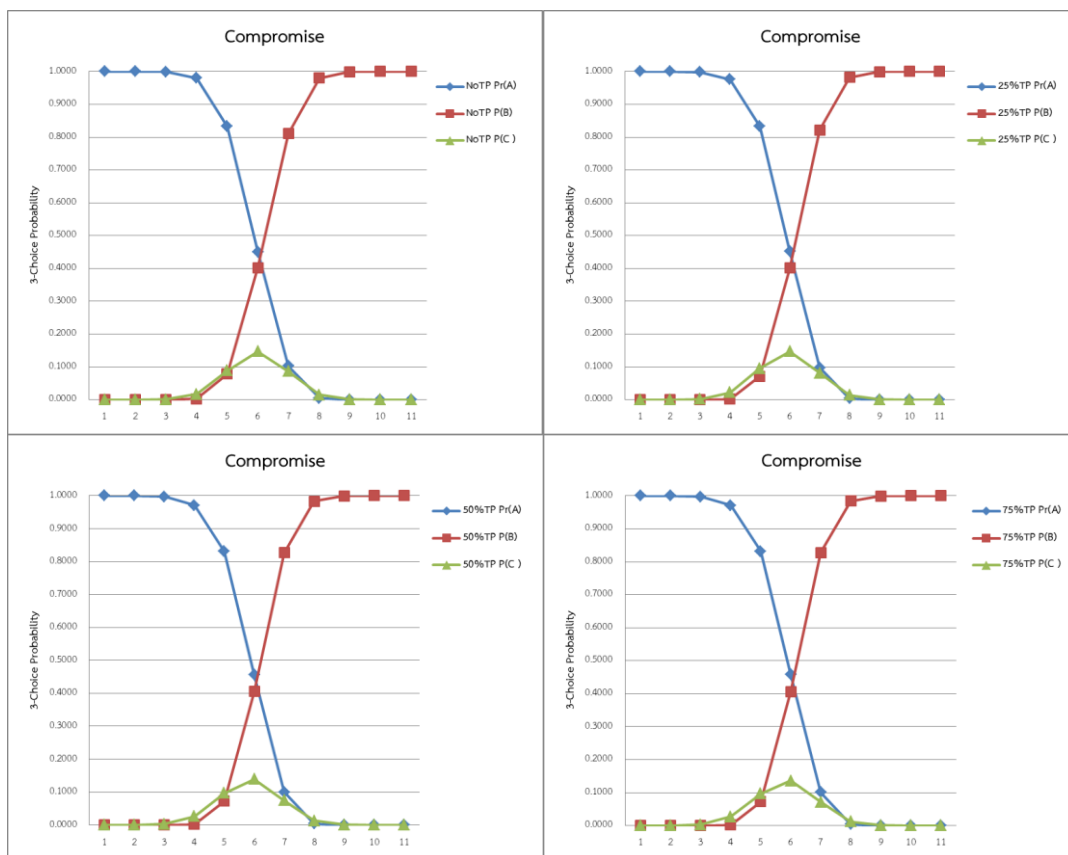 Compromise
1.0000
0.9000
0.8000
0.7000
0.6000
0.5000
0.4000
0.3000
0.2000
0.1000
0.0000
3-Choice Probability
1 2 3 4 5 6 7 8 9 10 11
NoTP Pr(A)
NoTP P(B)
NoTP P(C )
Compromise
1.0000
0.9000
0.8000
0.7000
0.6000
0.5000
0.4000
0.3000
0.2000
0.1000
0.0000
3-Choice Probability
1 2 3 4 5 6 7 8 9 10 11
25%TP Pr(A)
25%TP P(B)
25%TP P(C )
Compromise
1.0000
0.9000
0.8000
0.7000
0.6000
0.5000
0.4000
0.3000
0.2000
0.1000
0.0000
3-Choice Probability
1 2 3 4 5 6 7 8 9 10 11
50%TP Pr(A)
50%TP P(B)
50%TP P(C )
Compromise
1.0000
0.9000
0.8000
0.7000
0.6000
0.5000
0.4000
0.3000
0.2000
0.1000
0.0000
3-Choice Probability
1 2 3 4 5 6 7 8 9 10 11
75%TP Pr(A)
75%TP P(B)
75%TP P(C )